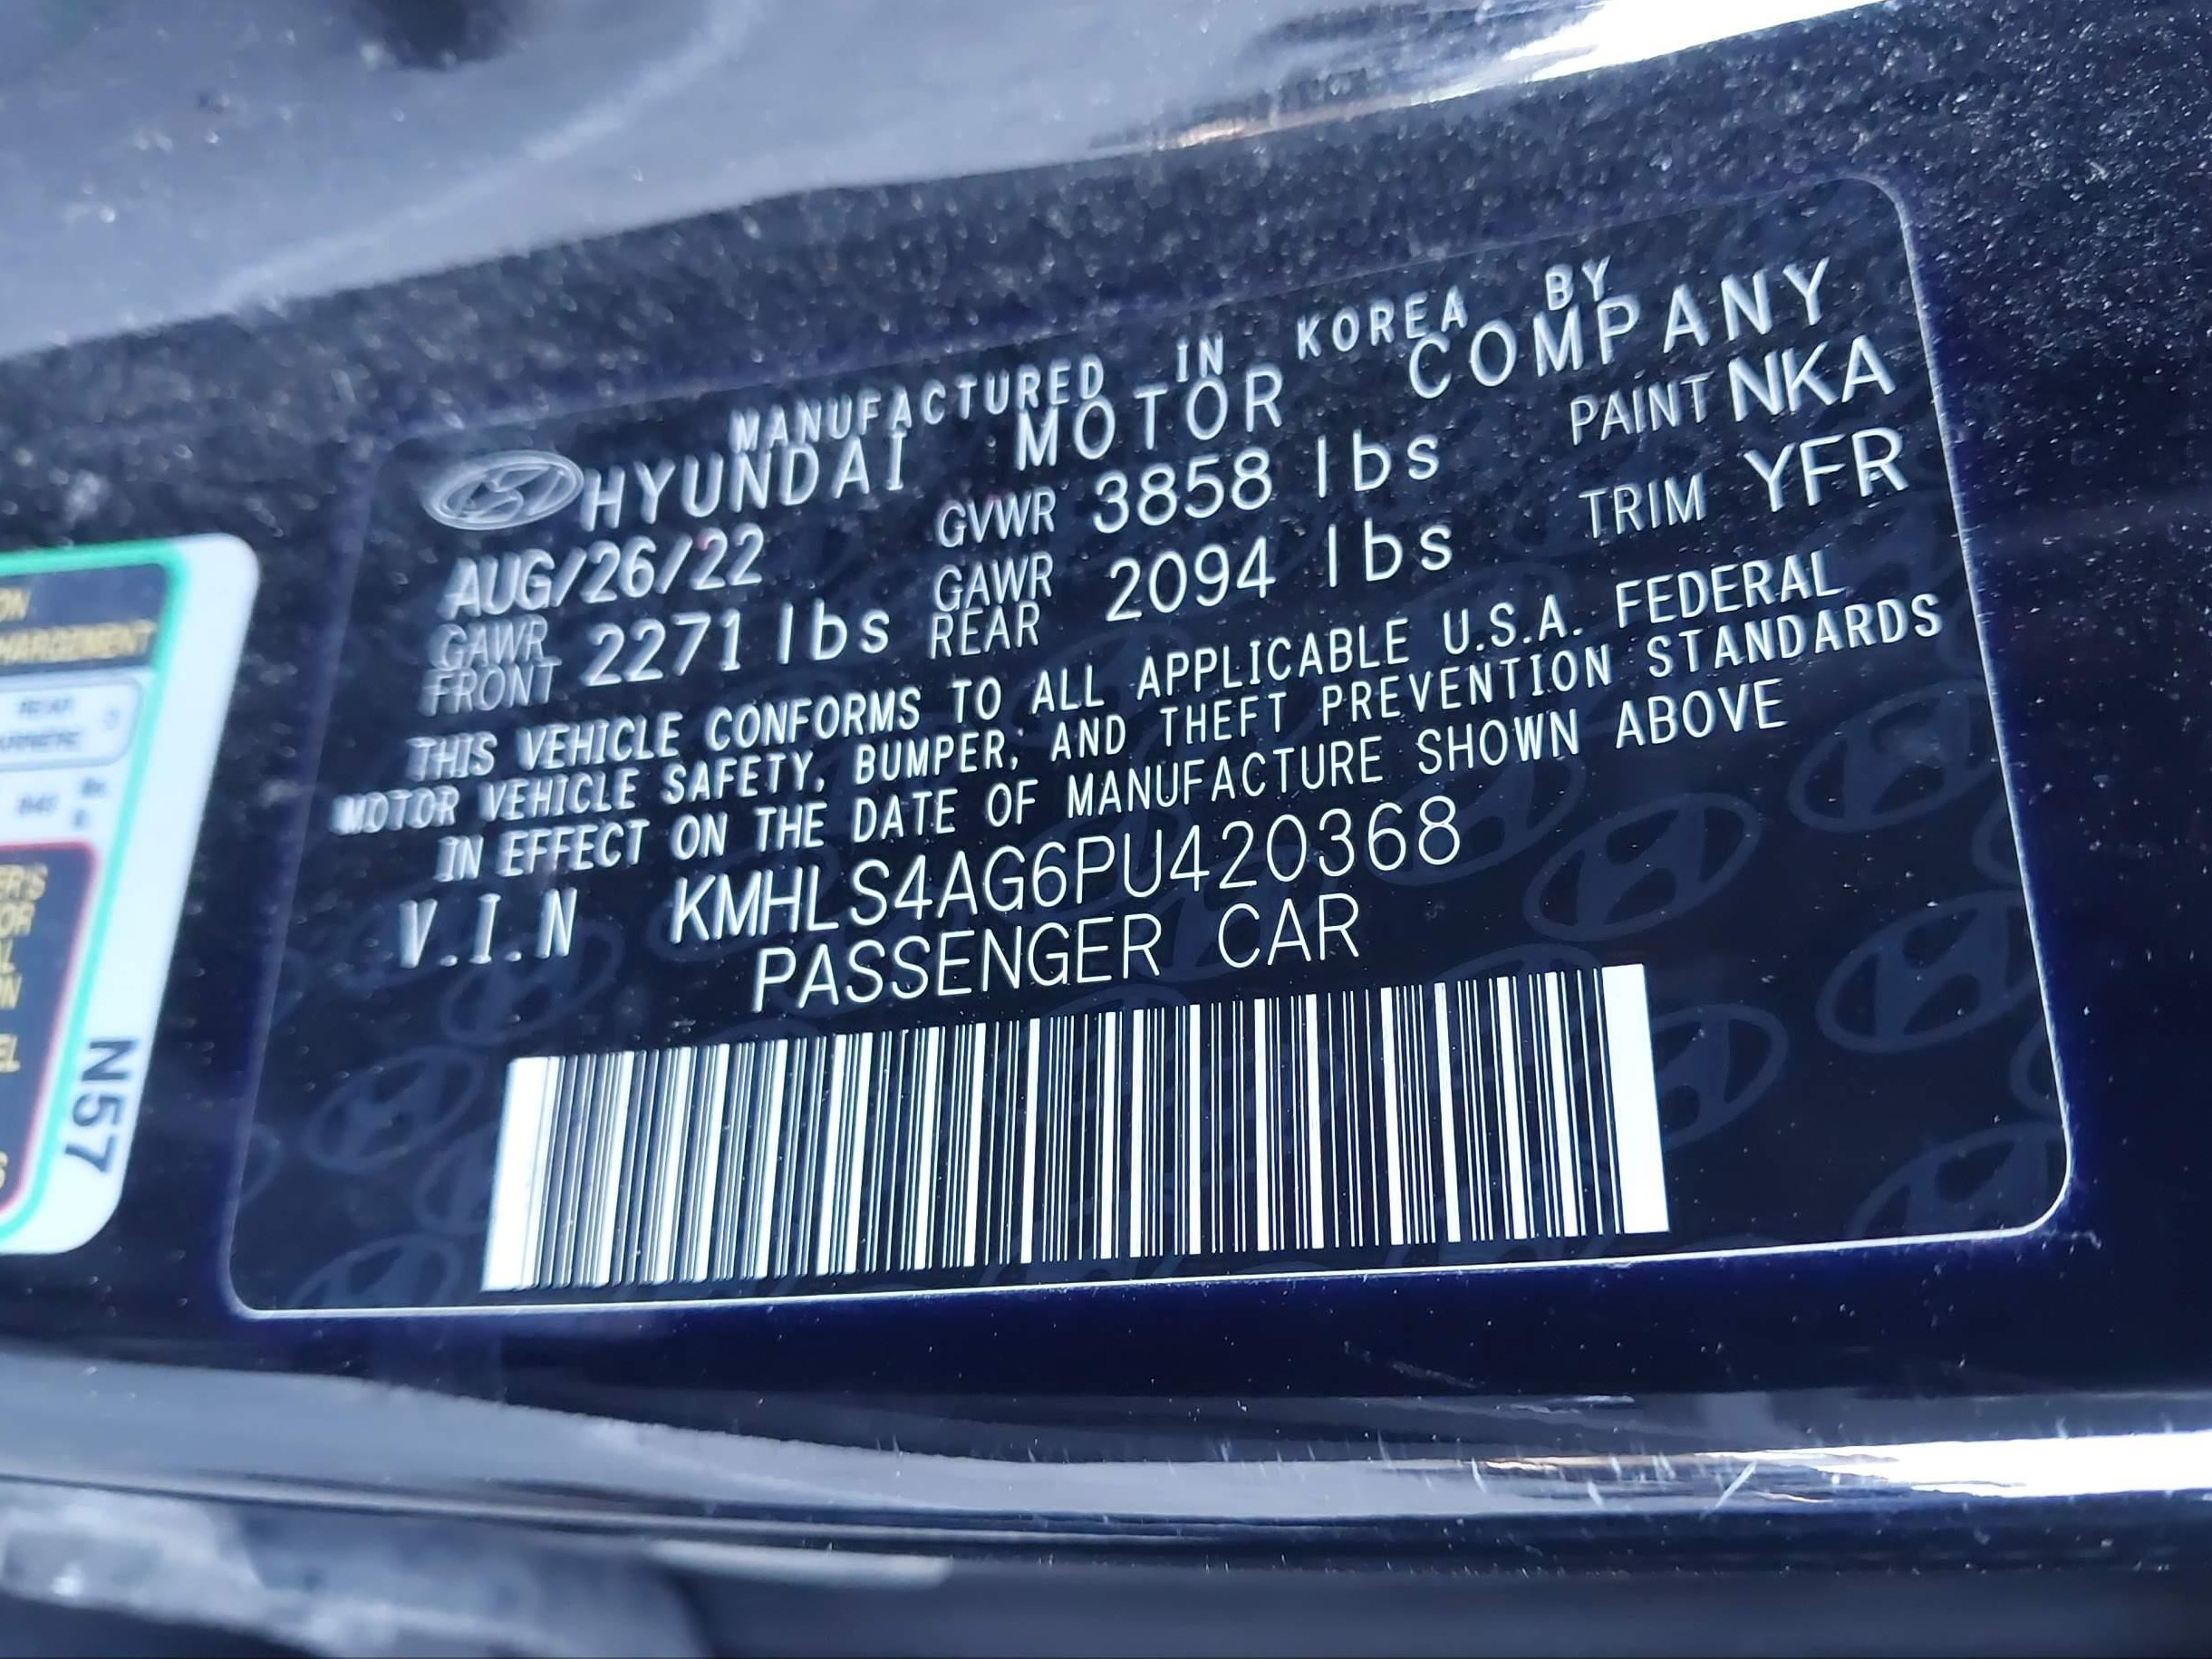 MANUFACTURED IN KOREA BY
HYUNDAI MOTOR COMPANY
AUG/26/22 GVWR 3858 lbs PAINT NKA
GAWR FRONT 2271 lbs GAWR REAR 2094 lbs TRIM YFR
THIS VEHICLE CONFORMS TO ALL APPLICABLE U.S.A. FEDERAL
MOTOR VEHICLE SAFETY, BUMPER, AND THEFT PREVENTION STANDARDS
IN EFFECT ON THE DATE OF MANUFACTURE SHOWN ABOVE
V.I.N KMHLS4AG6PU420368
PASSENGER CAR
REAR
N57